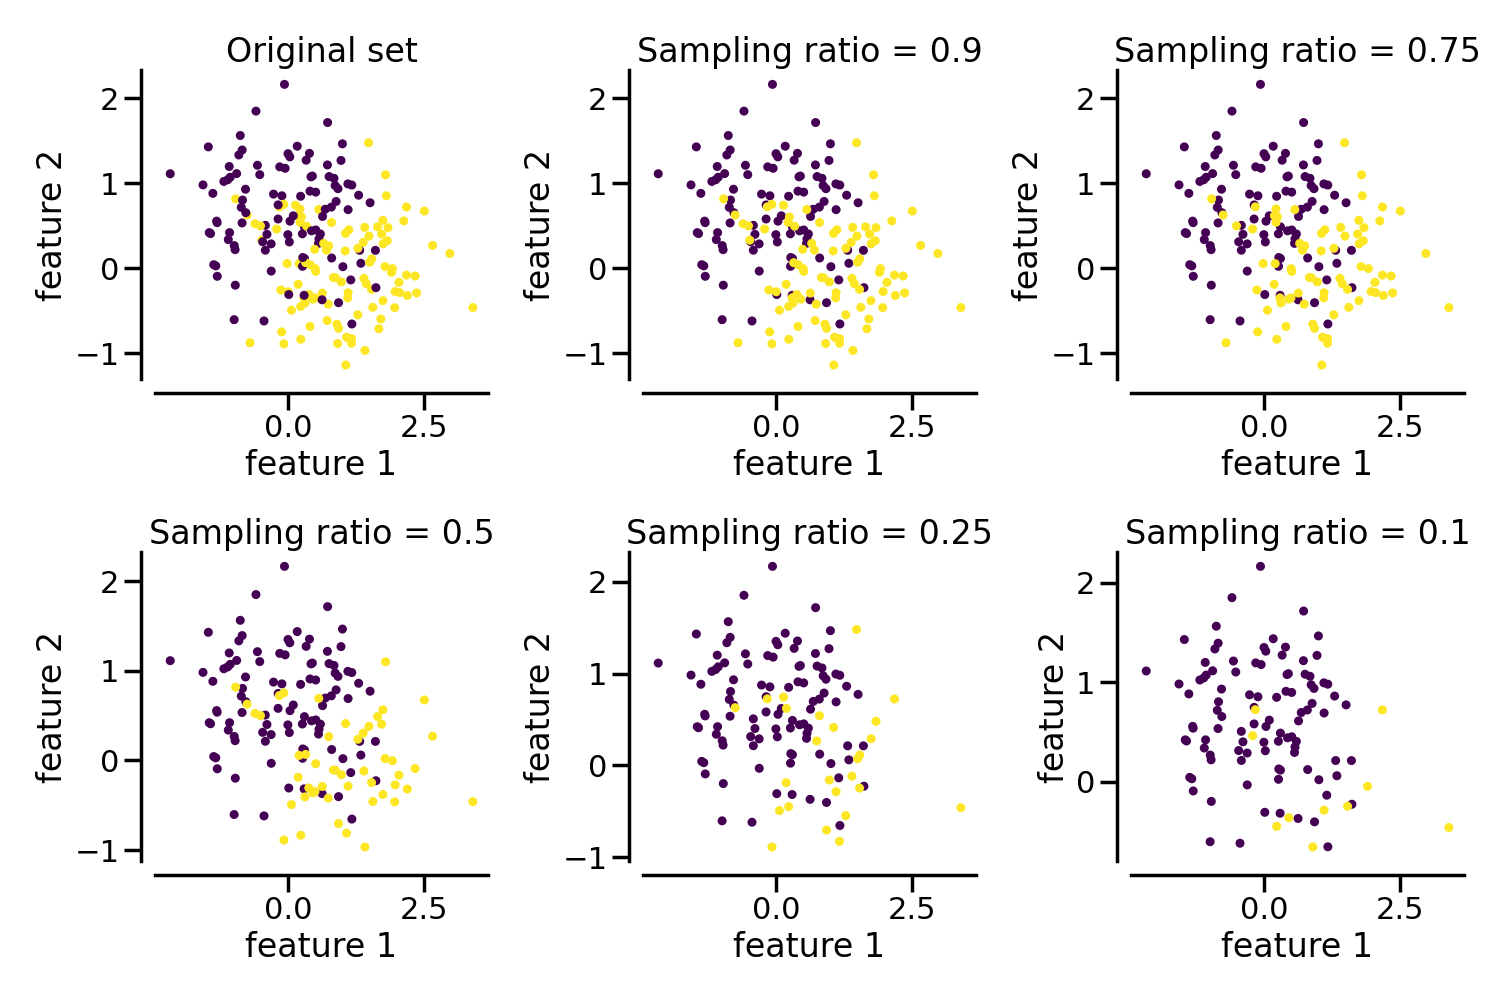 Original set
Sampling ratio = 0.9
Sampling ratio = 0.75
2
1
0
−1
feature 2
0.0
2.5
feature 1
2
1
0
−1
feature 2
0.0
2.5
feature 1
2
1
0
−1
feature 2
0.0
2.5
feature 1
Sampling ratio = 0.5
Sampling ratio = 0.25
Sampling ratio = 0.1
2
1
0
−1
feature 2
0.0
2.5
feature 1
2
1
0
−1
feature 2
0.0
2.5
feature 1
2
1
0
feature 2
0.0
2.5
feature 1